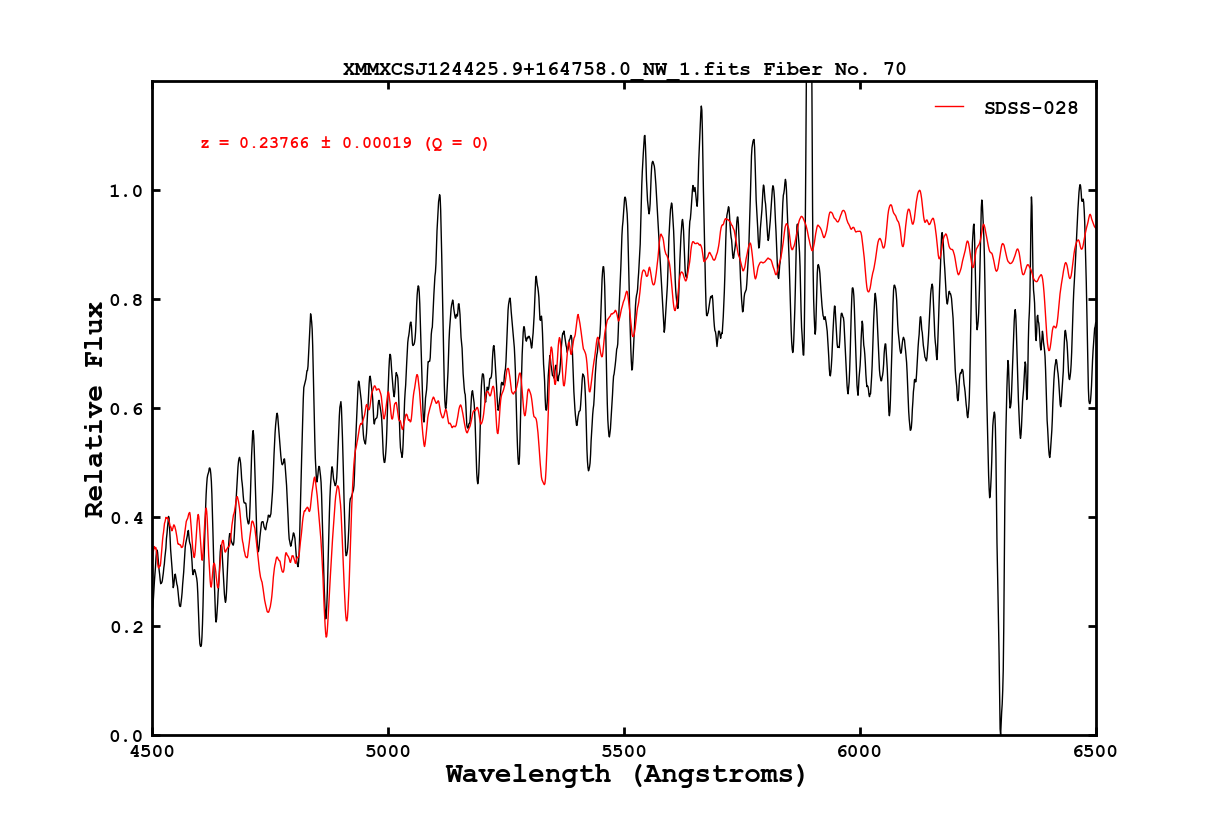 XMMXCSJ124425.9+164758.0_NW_1.fits Fiber No. 70
SDSS-028
z = 0.23766 ± 0.00019 (Q = 0)
1.0
0.8
0.6
0.4
0.2
0.0
Relative Flux
4500 5000 5500 6000 6500
Wavelength (Angstroms)